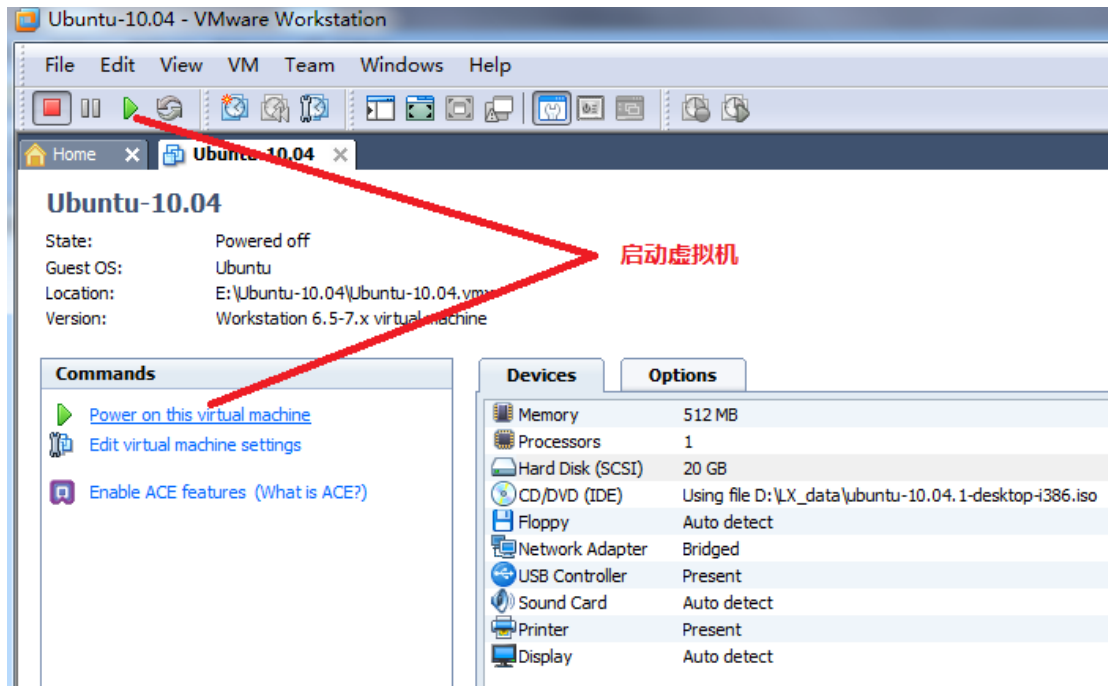 Ubuntu-10.04 - VMware Workstation
File Edit View VM Team Windows Help
Home Ubuntu-10.04
Ubuntu-10.04
State: Powered off
Guest OS: Ubuntu
Location: E:\Ubuntu-10.04\Ubuntu-10.04.vmx
Version: Workstation 6.5-7.x virtual machine
启动虚拟机
Commands
Power on this virtual machine
Edit virtual machine settings
Enable ACE features (What is ACE?)
Devices Options
Memory 512 MB
Processors 1
Hard Disk (SCSI) 20 GB
CD/DVD (IDE) Using file D:\LX_data\ubuntu-10.04.1-desktop-i386.iso
Floppy Auto detect
Network Adapter Bridged
USB Controller Present
Sound Card Auto detect
Printer Present
Display Auto detect